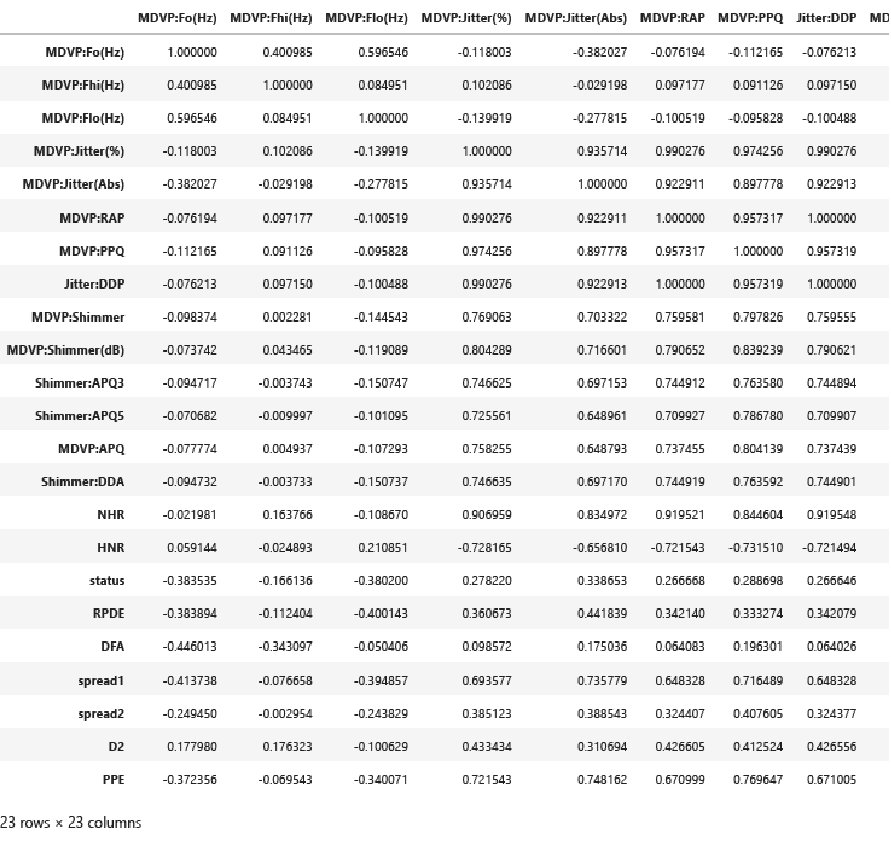 MDVP:Fo(Hz) MDVP:Fhi(Hz) MDVP:Flo(Hz) MDVP:Jitter(%) MDVP:Jitter(Abs) MDVP:RAP MDVP:PPQ Jitter:DDP MD
MDVP:Fo(Hz) 1.000000 0.400985 0.596546 -0.118003 -0.382027 -0.076194 -0.112165 -0.076213
MDVP:Fhi(Hz) 0.400985 1.000000 0.084951 0.102086 -0.029198 0.097177 0.091126 0.097150
MDVP:Flo(Hz) 0.596546 0.084951 1.000000 -0.139919 -0.277815 -0.100519 -0.095828 -0.100488
MDVP:Jitter(%) -0.118003 0.102086 -0.139919 1.000000 0.935714 0.990276 0.974256 0.990276
MDVP:Jitter(Abs) -0.382027 -0.029198 -0.277815 0.935714 1.000000 0.922911 0.897778 0.922913
MDVP:RAP -0.076194 0.097177 -0.100519 0.990276 0.922911 1.000000 0.957317 1.000000
MDVP:PPQ -0.112165 0.091126 -0.095828 0.974256 0.897778 0.957317 1.000000 0.957319
Jitter:DDP -0.076213 0.097150 -0.100488 0.990276 0.922913 1.000000 0.957319 1.000000
MDVP:Shimmer -0.098374 0.002281 -0.144543 0.769063 0.703322 0.759581 0.797826 0.759555
MDVP:Shimmer(dB) -0.073742 0.043465 -0.119089 0.804289 0.716601 0.790652 0.839239 0.790621
Shimmer:APQ3 -0.094717 -0.003743 -0.150747 0.746625 0.697153 0.744912 0.763580 0.744894
Shimmer:APQ5 -0.070682 -0.009997 -0.101095 0.725561 0.648961 0.709927 0.786780 0.709907
MDVP:APQ -0.077774 0.004937 -0.107293 0.758255 0.648793 0.737455 0.804139 0.737439
Shimmer:DDA -0.094732 -0.003733 -0.150737 0.746635 0.697170 0.744919 0.763592 0.744901
NHR -0.021981 0.163766 -0.108670 0.906959 0.834972 0.919521 0.844604 0.919548
HNR 0.059144 -0.024893 0.210851 -0.728165 -0.656810 -0.721543 -0.731510 -0.721494
status -0.383535 -0.166136 -0.380200 0.278220 0.338653 0.266668 0.288698 0.266646
RPDE -0.383894 -0.112404 -0.400143 0.360673 0.441839 0.342140 0.333274 0.342079
DFA -0.446013 -0.343097 -0.050406 0.098572 0.175036 0.064083 0.196301 0.064026
spread1 -0.413738 -0.076658 -0.394857 0.693577 0.735779 0.648328 0.716489 0.648328
spread2 -0.249450 -0.002954 -0.243829 0.385123 0.388543 0.324407 0.407605 0.324377
D2 0.177980 0.176323 -0.100629 0.433434 0.310694 0.426605 0.412524 0.426556
PPE -0.372356 -0.069543 -0.340071 0.721543 0.748162 0.670999 0.769647 0.671005
23 rows × 23 columns